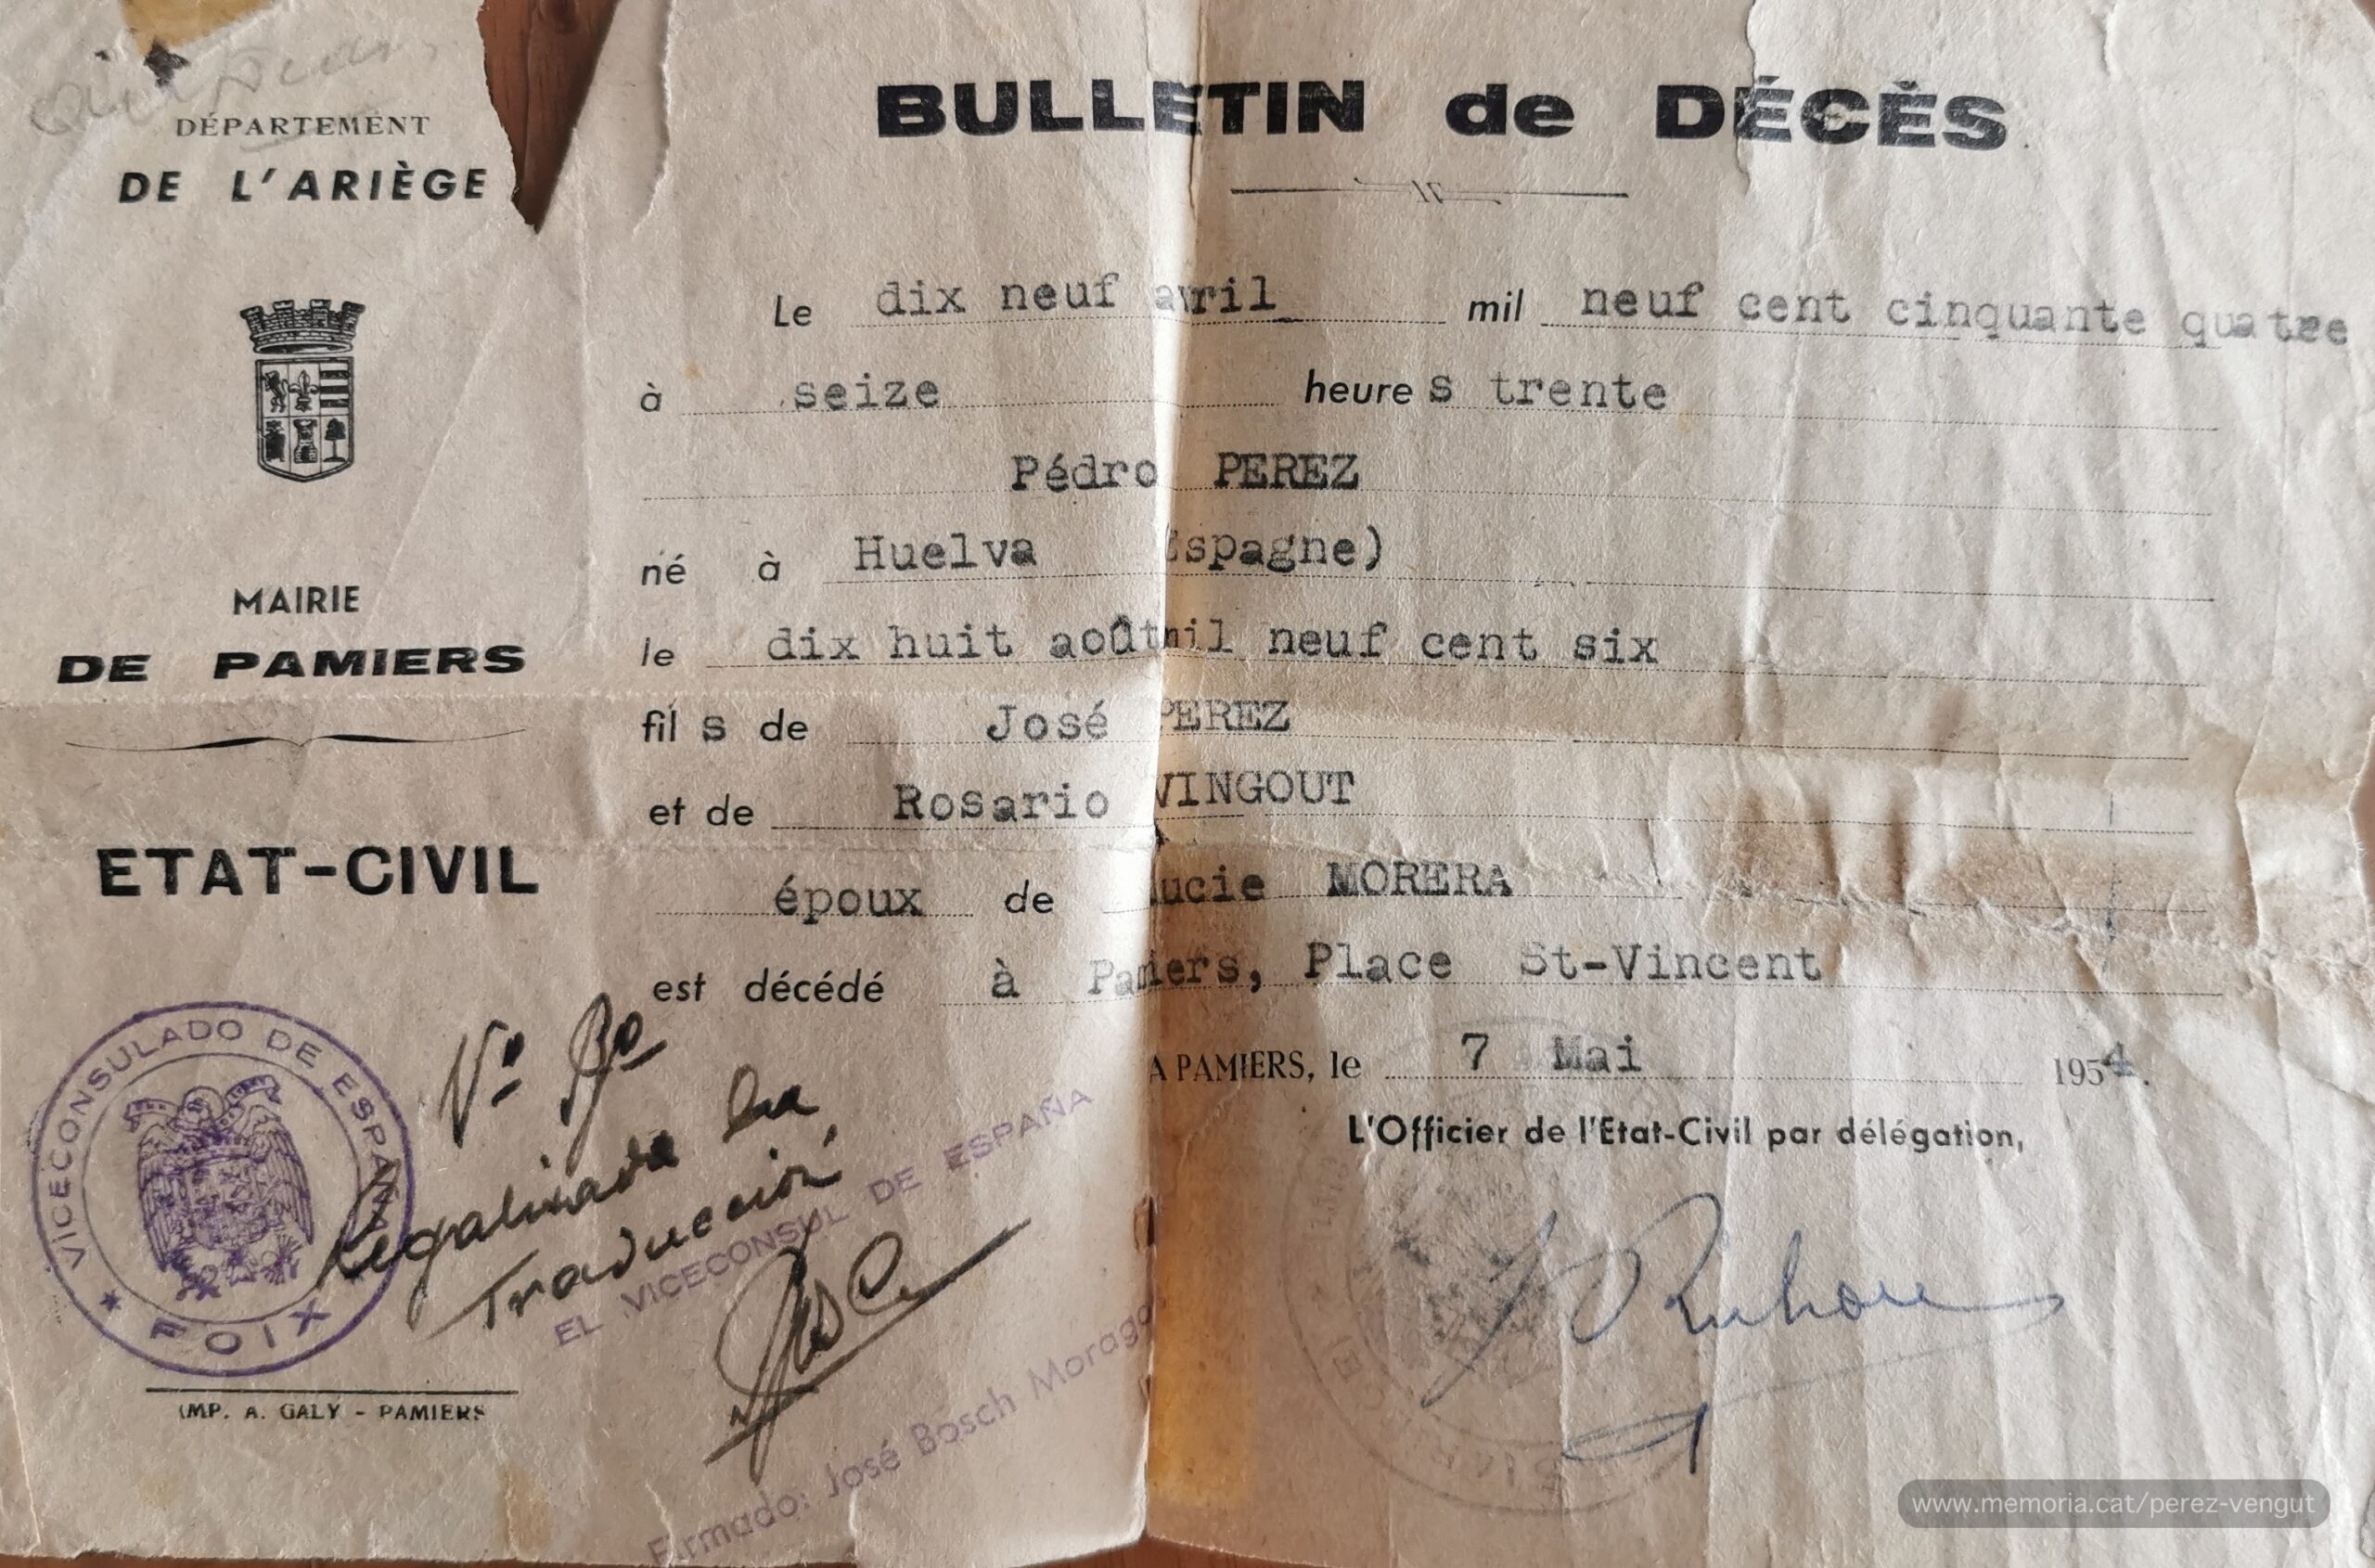 DÉPARTEMENT
DE L'ARIÈGE
MAIRIE
DE PAMIERS
ETAT-CIVIL
BULLETIN de DÉCÈS
Le dix neuf avril mil neuf cent cinquante quatre
à seize heures trente
Pédro PEREZ
né à Huelva Espagne)
le dix huit août mil neuf cent six
fils de José PEREZ
et de Rosario VINGOUT
époux de Lucie MORERA
est décédé à Pamiers, Place St-Vincent
A PAMIERS, le 7 Mai 1954.
L'Officier de l'Etat-Civil par délégation,
VICECONSULADO DE ESPAÑA
FOIX
Vº Bº
Legalizada la
Traducción
EL VICECONSUL DE ESPAÑA
Firmado: José Bosch Moraga
IMP. A. GALY - PAMIERS
www.memoria.cat/perez-vengut